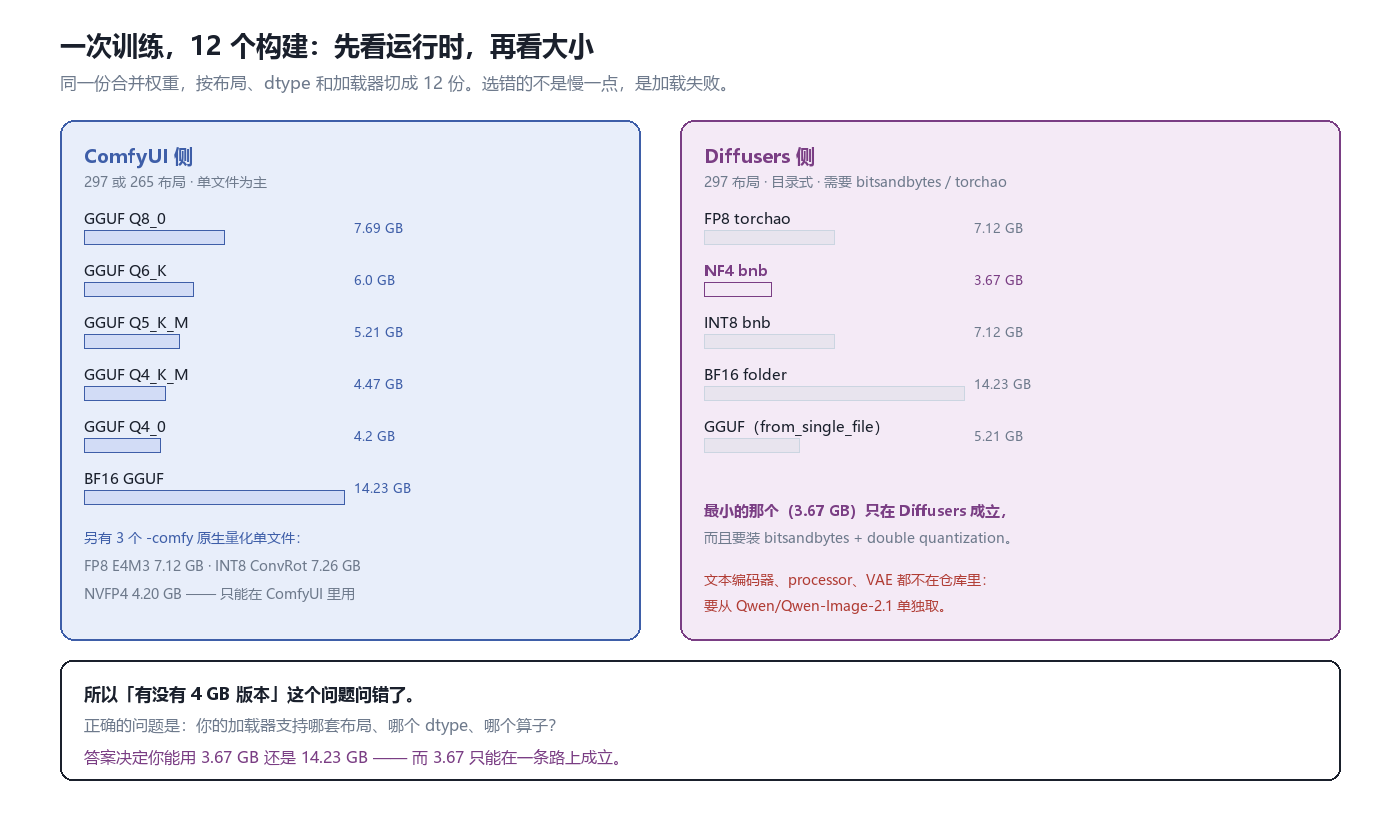 一次训练，12 个构建：先看运行时，再看大小
同一份合并权重，按布局、dtype 和加载器切成 12 份。选错的不是慢一点，是加载失败。
ComfyUI 侧
297 或 265 布局 · 单文件为主
GGUF Q8_0
7.69 GB
GGUF Q6_K
6.0 GB
GGUF Q5_K_M
5.21 GB
GGUF Q4_K_M
4.47 GB
GGUF Q4_0
4.2 GB
BF16 GGUF
14.23 GB
另有 3 个 -comfy 原生量化单文件：
FP8 E4M3 7.12 GB · INT8 ConvRot 7.26 GB
NVFP4 4.20 GB —— 只能在 ComfyUI 里用
Diffusers 侧
297 布局 · 目录式 · 需要 bitsandbytes / torchao
FP8 torchao
7.12 GB
NF4 bnb
3.67 GB
INT8 bnb
7.12 GB
BF16 folder
14.23 GB
GGUF（from_single_file）
5.21 GB
最小的那个（3.67 GB）只在 Diffusers 成立，
而且要装 bitsandbytes + double quantization。
文本编码器、processor、VAE 都不在仓库里：
要从 Qwen/Qwen-Image-2.1 单独取。
所以「有没有 4 GB 版本」这个问题问错了。
正确的问题是：你的加载器支持哪套布局、哪个 dtype、哪个算子？
答案决定你能用 3.67 GB 还是 14.23 GB —— 而 3.67 只能在一条路上成立。